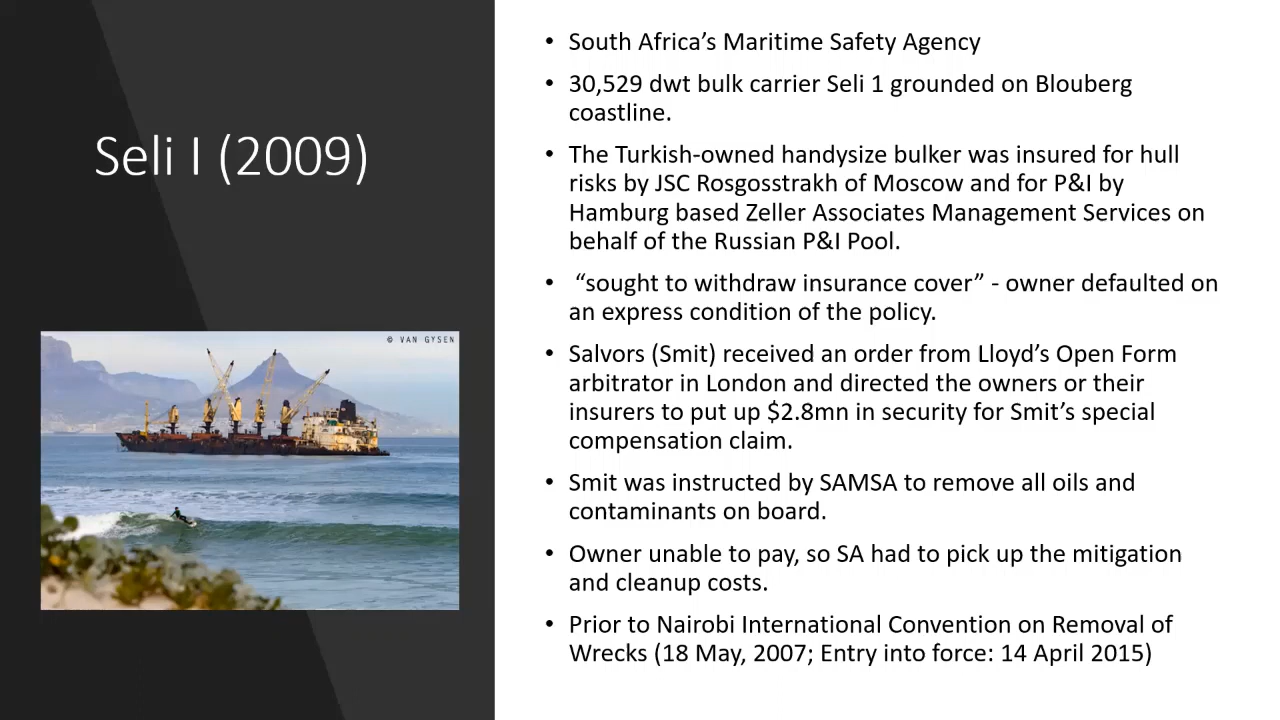 Seli I (2009)
© VAN GYSEN
• South Africa’s Maritime Safety Agency
• 30,529 dwt bulk carrier Seli 1 grounded on Blouberg
coastline.
• The Turkish-owned handysize bulker was insured for hull
risks by JSC Rosgosstrakh of Moscow and for P&I by
Hamburg based Zeller Associates Management Services on
behalf of the Russian P&I Pool.
• “sought to withdraw insurance cover” - owner defaulted on
an express condition of the policy.
• Salvors (Smit) received an order from Lloyd’s Open Form
arbitrator in London and directed the owners or their
insurers to put up $2.8mn in security for Smit’s special
compensation claim.
• Smit was instructed by SAMSA to remove all oils and
contaminants on board.
• Owner unable to pay, so SA had to pick up the mitigation
and cleanup costs.
• Prior to Nairobi International Convention on Removal of
Wrecks (18 May, 2007; Entry into force: 14 April 2015)